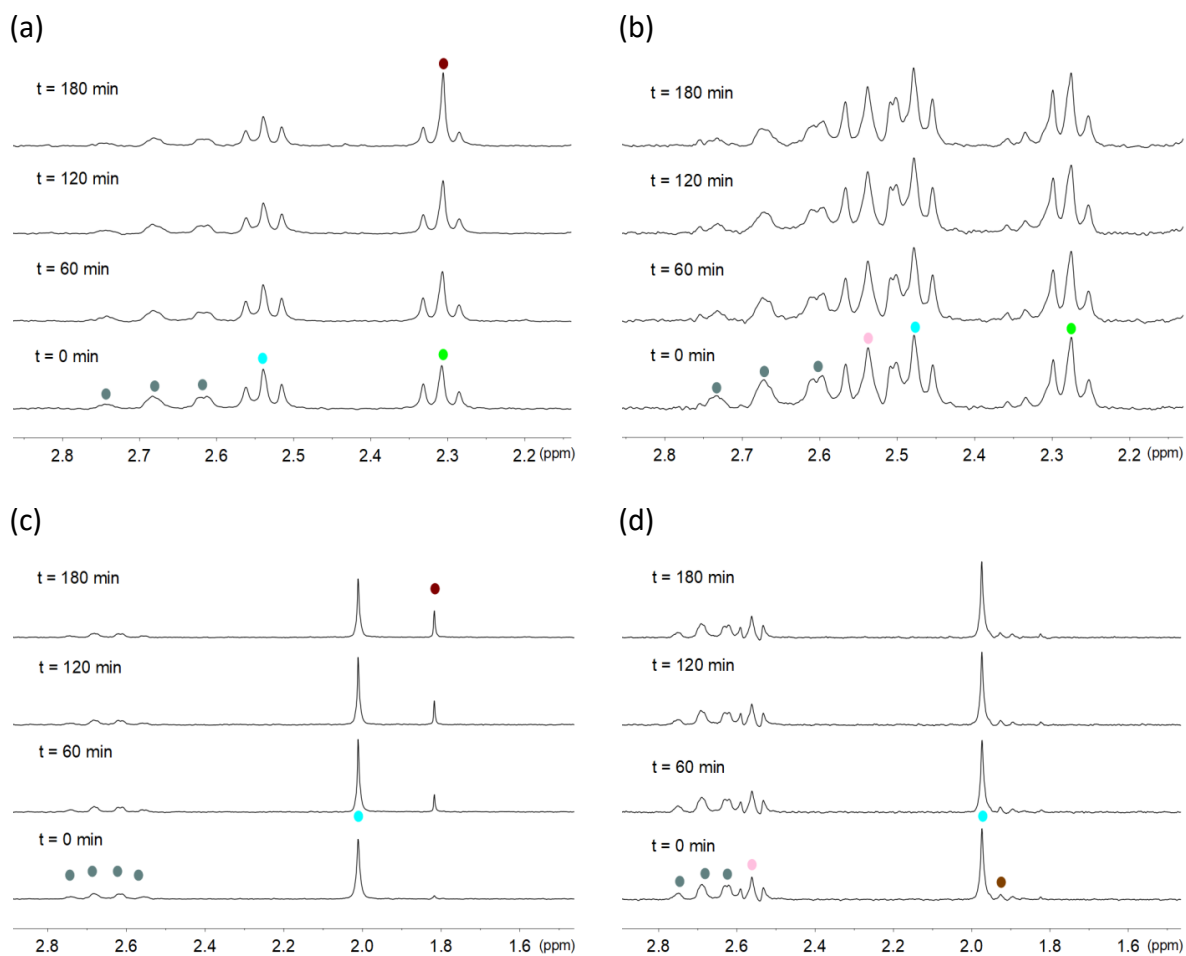 (a)
t = 180 min
t = 120 min
t = 60 min
t = 0 min
2.8 2.7 2.6 2.5 2.4 2.3 2.2 (ppm)
(b)
t = 180 min
t = 120 min
t = 60 min
t = 0 min
2.8 2.7 2.6 2.5 2.4 2.3 2.2 (ppm)
(c)
t = 180 min
t = 120 min
t = 60 min
t = 0 min
2.8 2.6 2.4 2.2 2.0 1.8 1.6 (ppm)
(d)
t = 180 min
t = 120 min
t = 60 min
t = 0 min
2.8 2.6 2.4 2.2 2.0 1.8 1.6 (ppm)